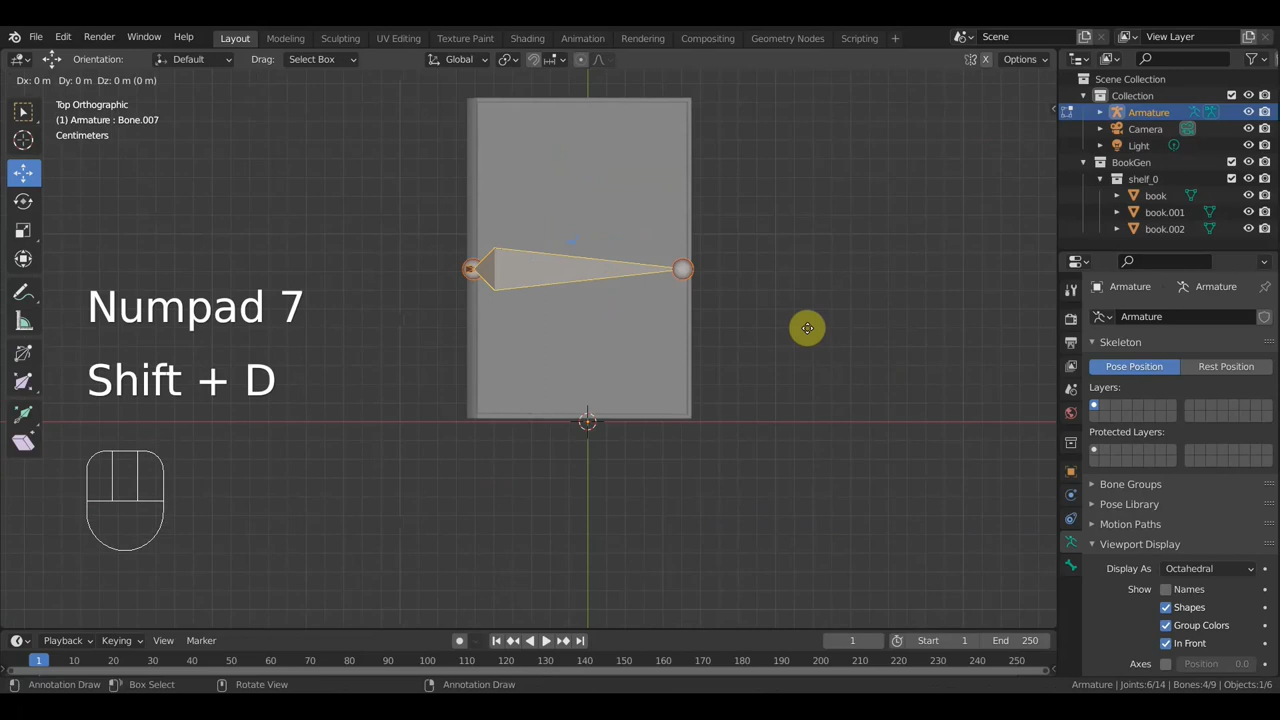 File Edit Render Window Help Layout Modeling Sculpting UV Editing Texture Paint Shading Animation Rendering Compositing Geometry Nodes Scripting + Scene View Layer
Orientation: Default Drag: Select Box Global X Options
Dx: 0 m Dy: 0 m Dz: 0 m (0 m)
Top Orthographic
(1) Armature : Bone.007
Centimeters
Numpad 7
Shift + D
Scene Collection
Collection
Armature
Camera
Light
BookGen
shelf_0
book
book.001
book.002
Armature Armature
Armature
Skeleton
Pose Position Rest Position
Layers:
Protected Layers:
Bone Groups
Pose Library
Motion Paths
Viewport Display
Display As Octahedral
Show Names
Shapes
Group Colors
In Front
Axes Position 0.0
Playback Keying View Marker 1 Start 1 End 250
1 10 20 30 40 50 60 70 80 90 100 110 120 130 140 150 160 170 180 190 200 210 220 230 240 250
Annotation Draw Box Select Rotate View Annotation Draw Armature | Joints:6/14 | Bones:4/9 | Objects:1/6